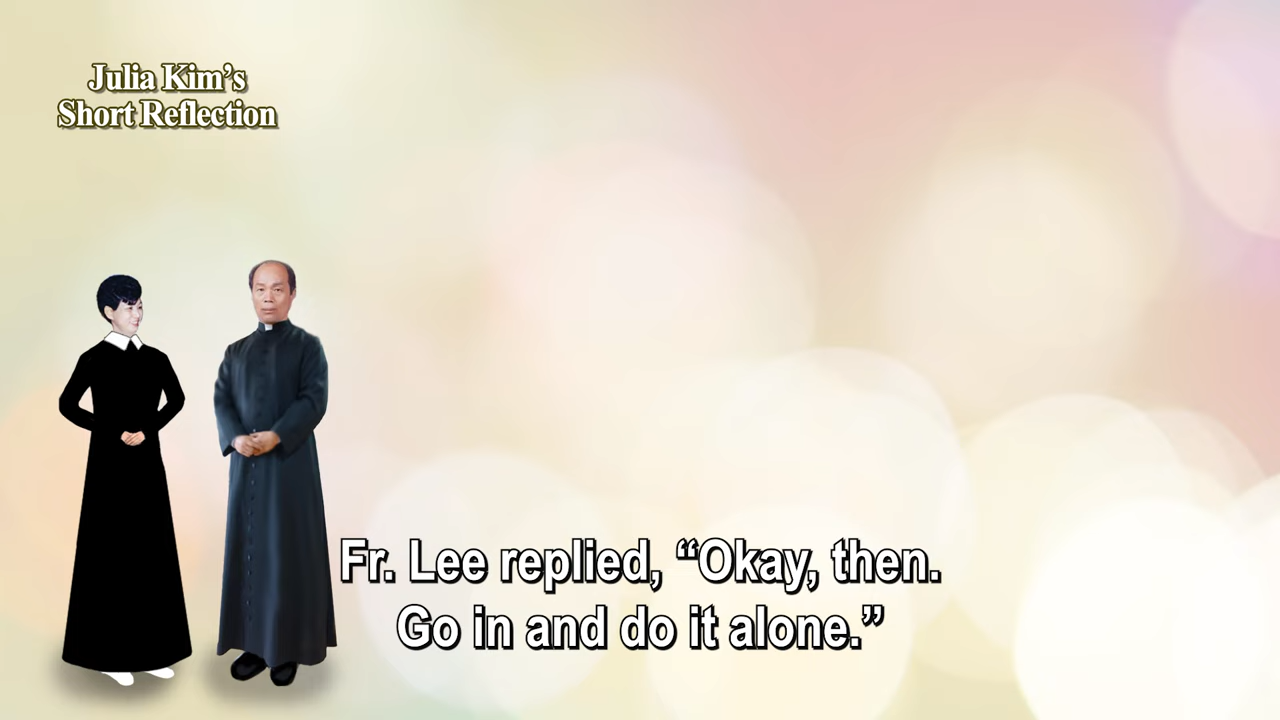 Julia Kim’s
Short Reflection
Fr. Lee replied, “Okay, then.
Go in and do it alone.”